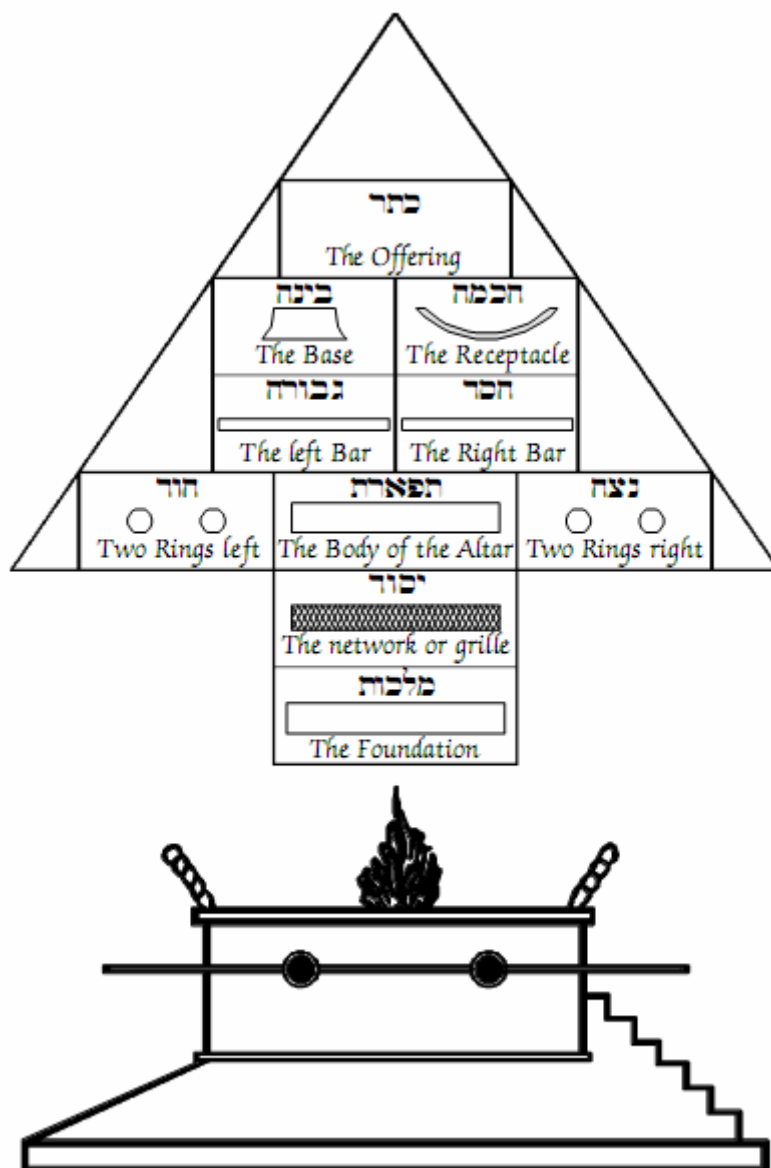 כתר
The Offering
בינה
The Base
חכמה
The Receptacle
גבורה
The left Bar
חסד
The Right Bar
הוד
Two Rings left
תפארת
The Body of the Altar
נצח
Two Rings right
יסוד
The network or grille
מלכות
The Foundation